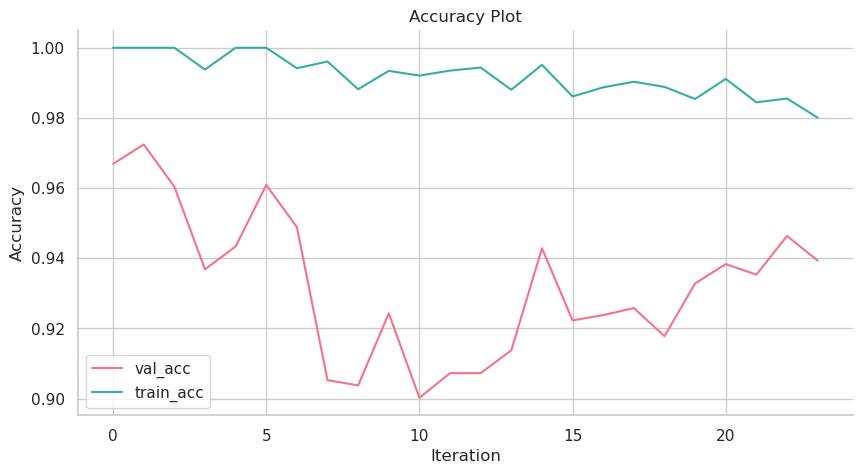 Accuracy Plot
1.00
0.98
0.96
0.94
0.92
0.90
Accuracy
val_acc
train_acc
0 5 10 15 20
Iteration